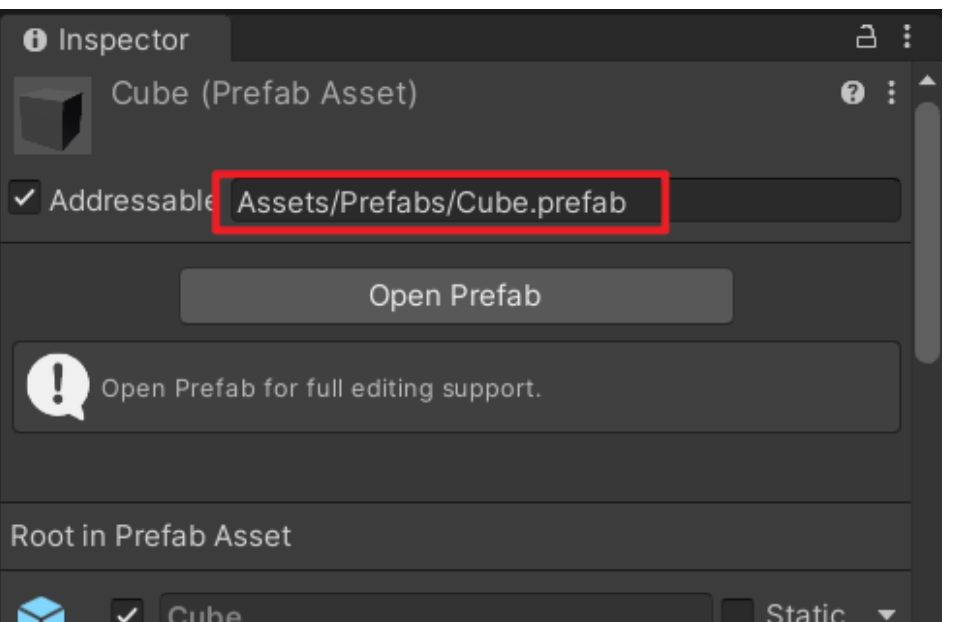 Inspector
Cube (Prefab Asset)
Addressable Assets/Prefabs/Cube.prefab
Open Prefab
Open Prefab for full editing support.
Root in Prefab Asset
Cube Static